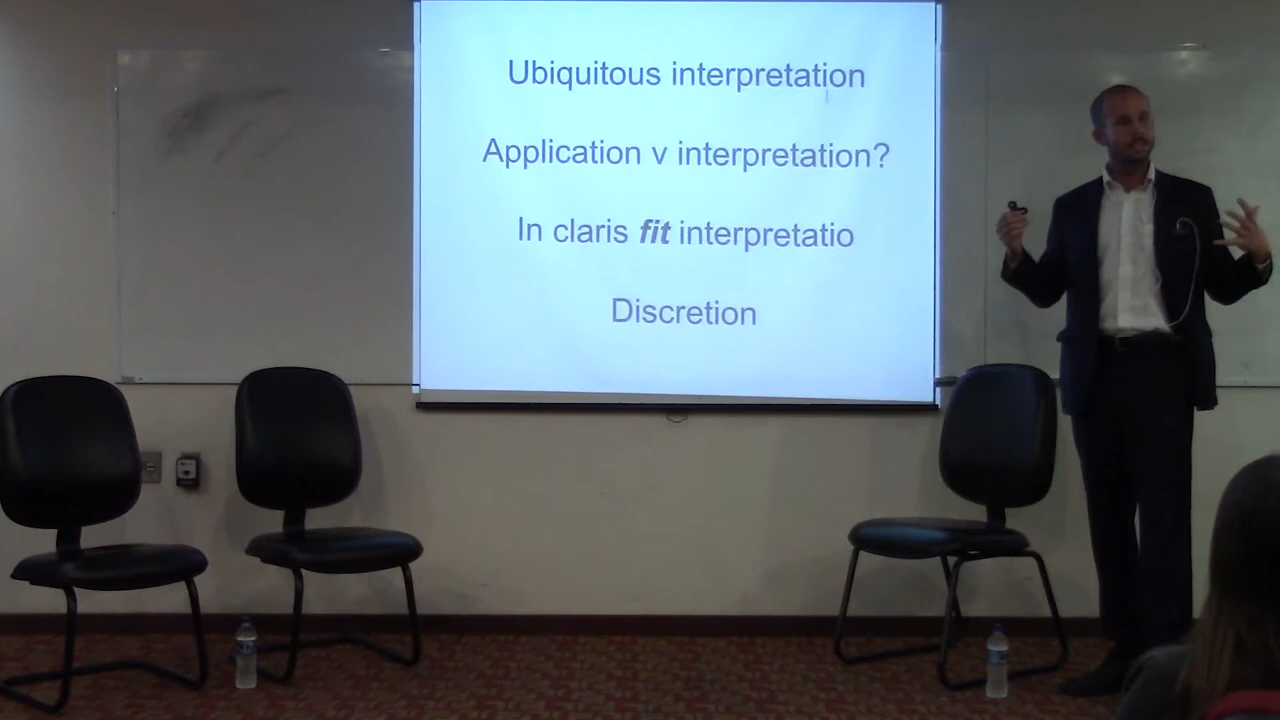 Ubiquitous interpretation
Application v interpretation?
In claris fit interpretatio
Discretion